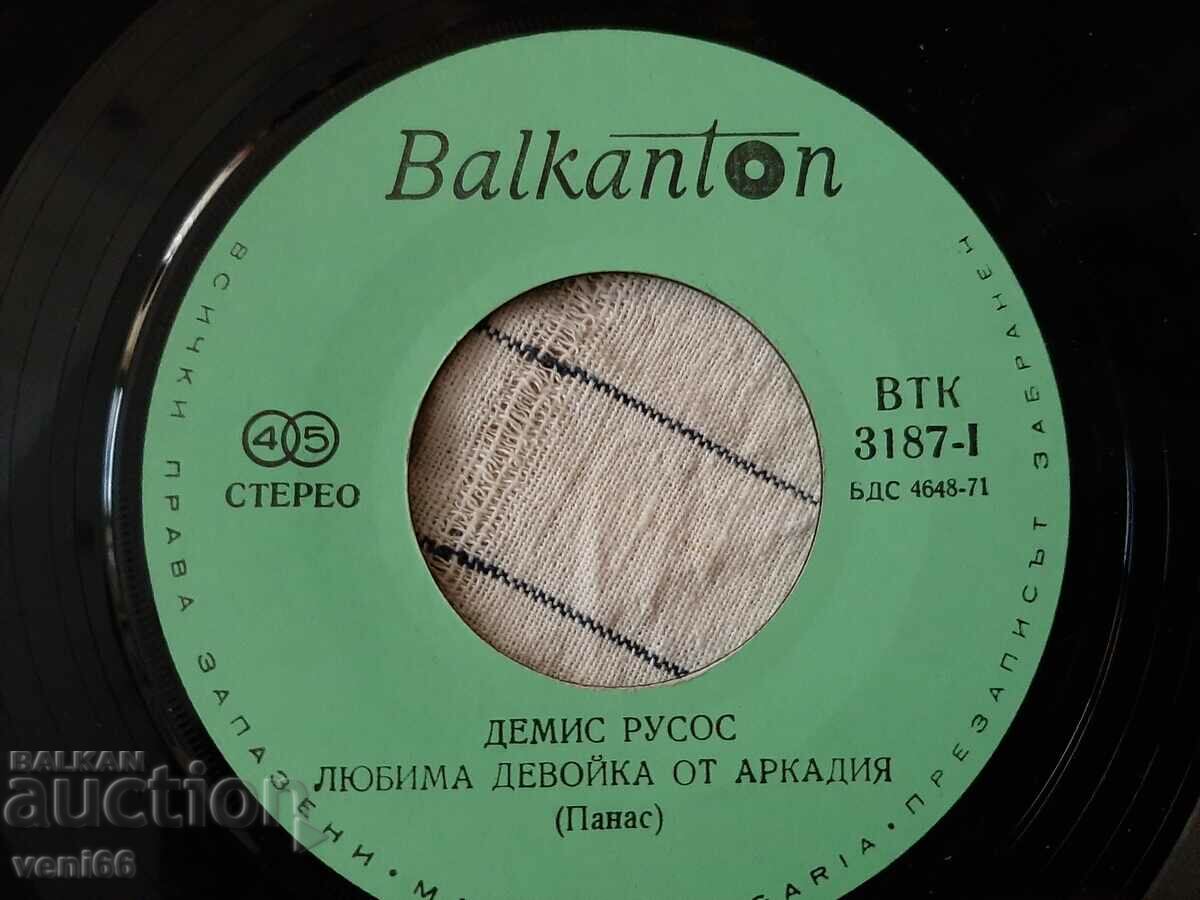 Balkanton
ВТК
3187-I
БДС 4648-71
45
СТЕРЕО
ДЕМИС РУСОС
ЛЮБИМА ДЕВОЙКА ОТ АРКАДИЯ
(Панас)
ВСИЧКИ ПРАВА ЗАПАЗЕНИ •
ПРЕЗАПИСЪТ ЗАБРАНЕН
BALKAN
auction
veni66